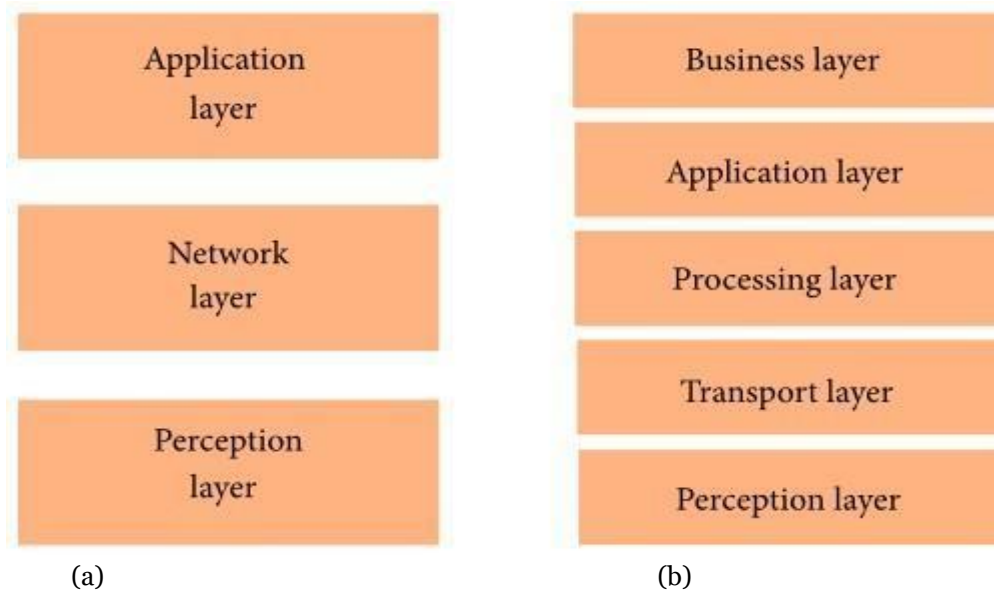 Application
layer
Network
layer
Perception
layer
(a)
Business layer
Application layer
Processing layer
Transport layer
Perception layer
(b)